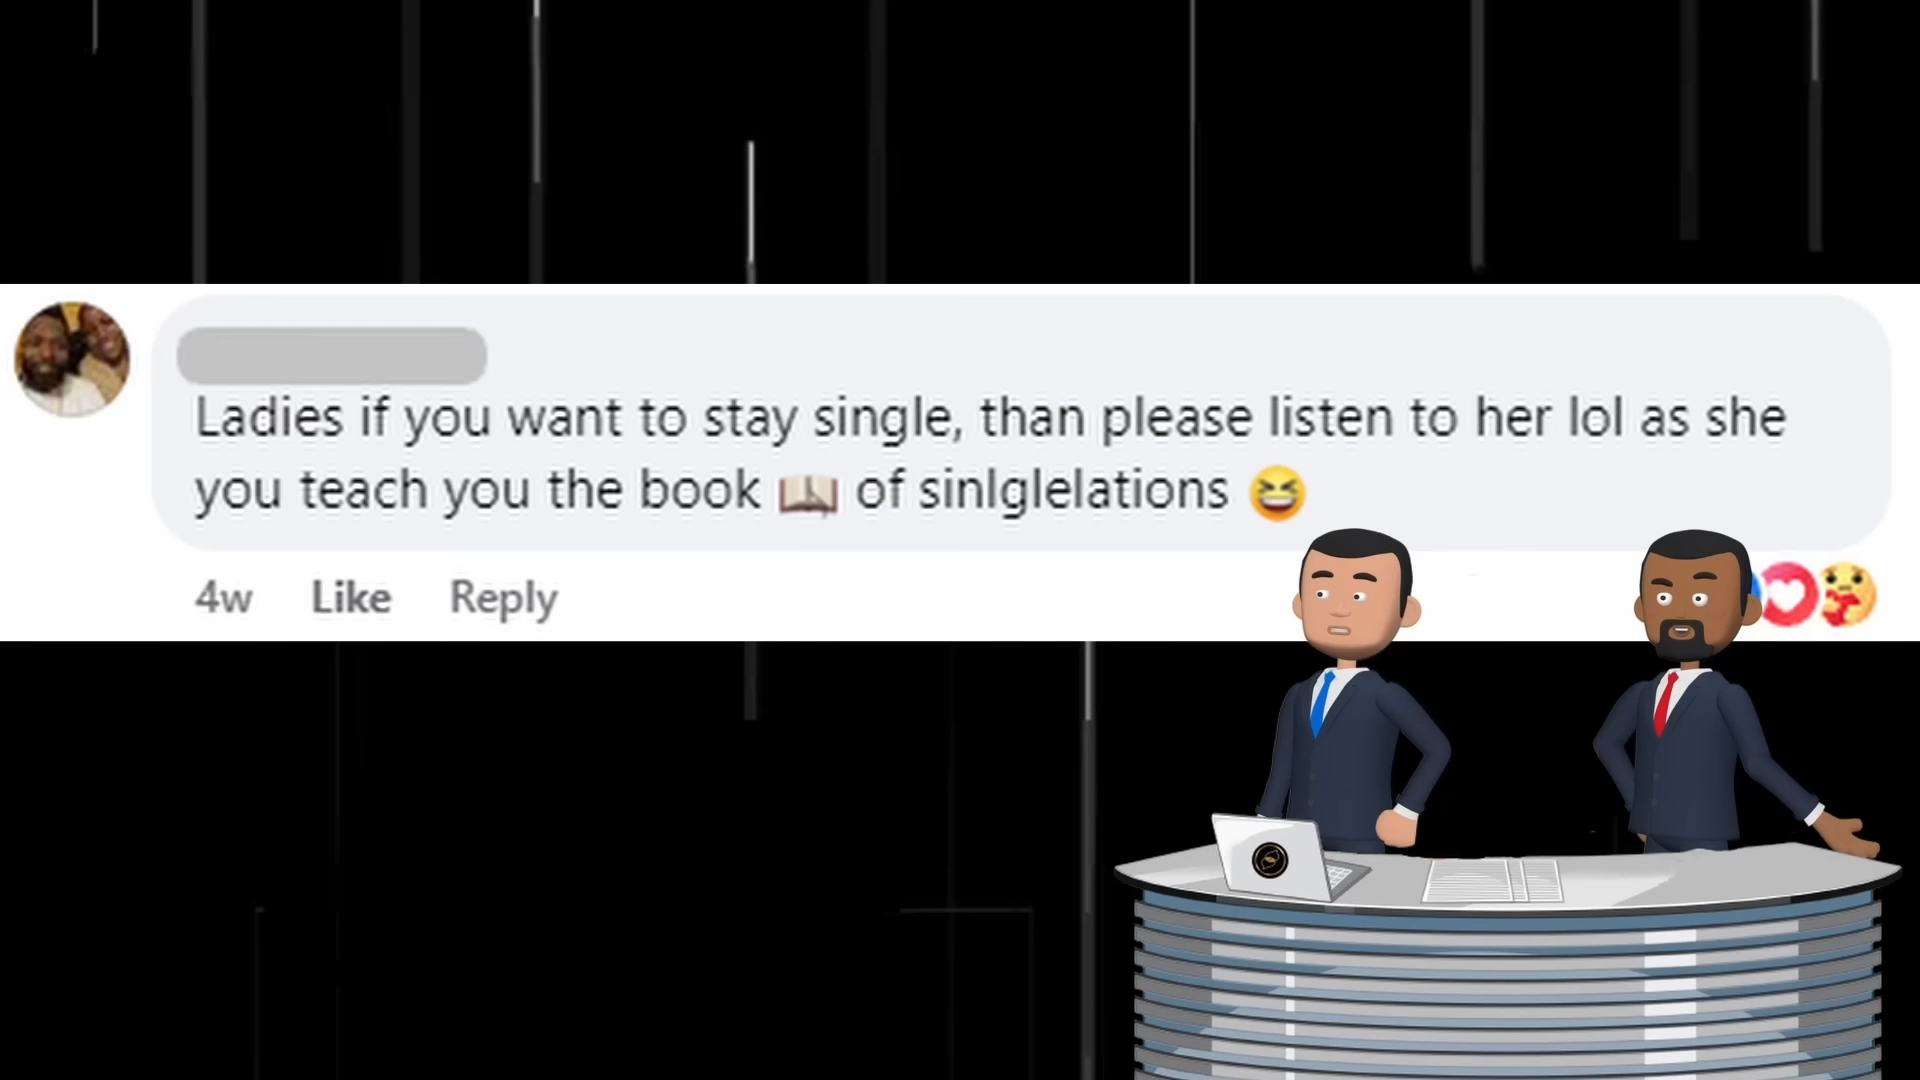 Ladies if you want to stay single, than please listen to her lol as she
you teach you the book 📖 of sinlglelations 😆
4w Like Reply